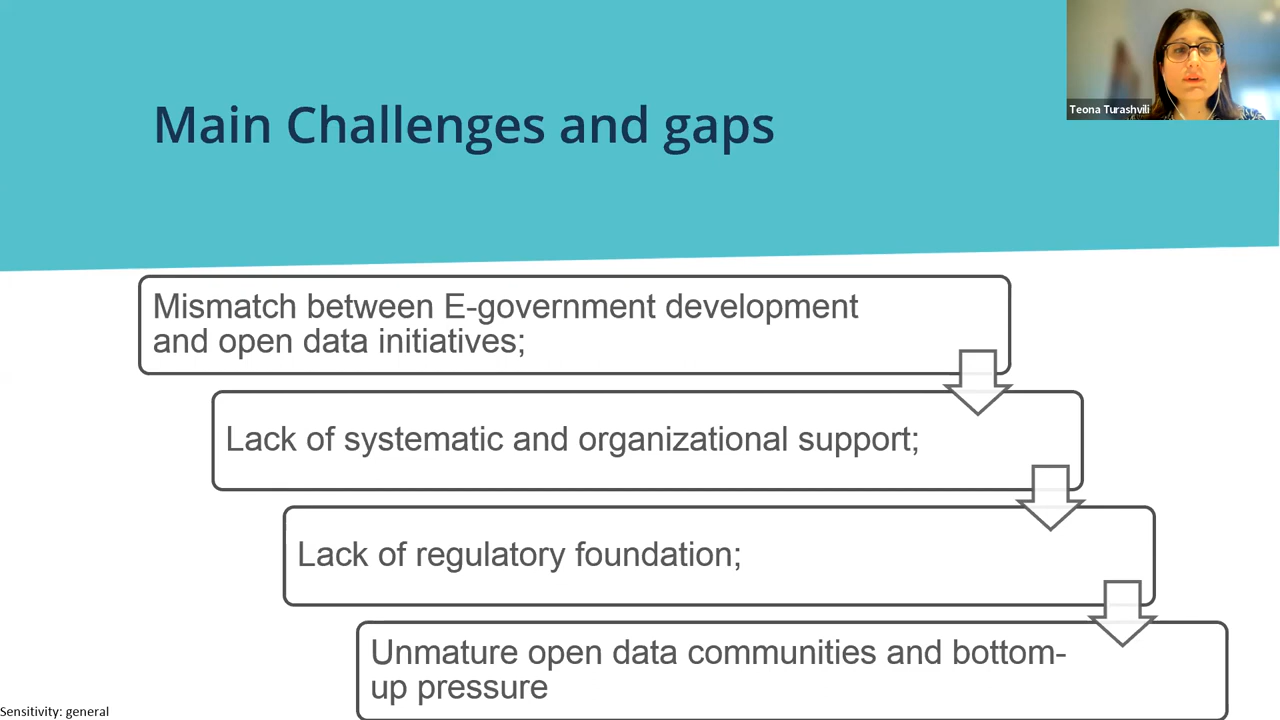 Main Challenges and gaps
Teona Turashvili
Mismatch between E-government development
and open data initiatives;
Lack of systematic and organizational support;
Lack of regulatory foundation;
Unmature open data communities and bottom-
up pressure
Sensitivity: general